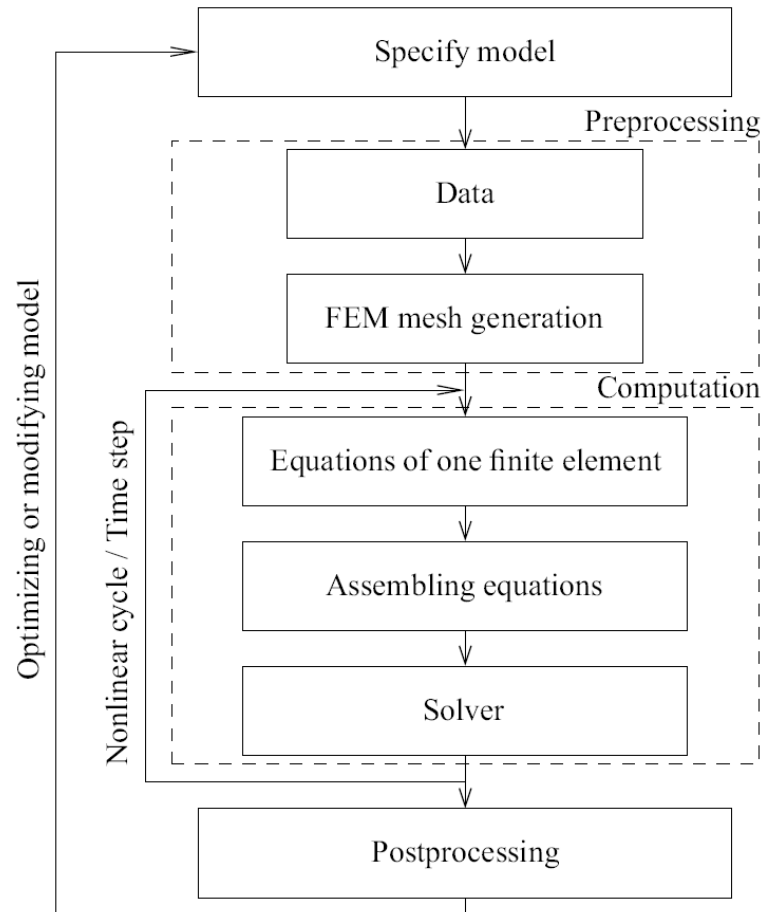 Specify model
Preprocessing
Data
FEM mesh generation
Computation
Equations of one finite element
Assembling equations
Solver
Postprocessing
Nonlinear cycle / Time step
Optimizing or modifying model